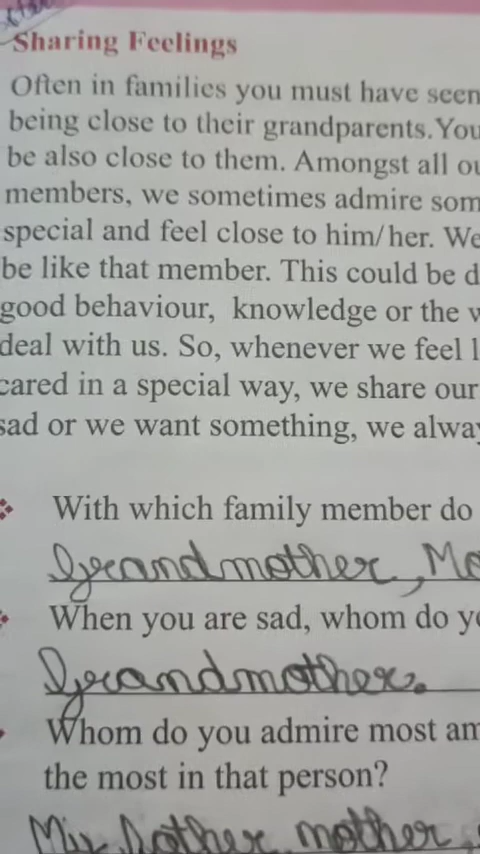 Sharing Feelings
Often in families you must have seen
being close to their grandparents. You
be also close to them. Amongst all ou
members, we sometimes admire som
special and feel close to him/her. We
be like that member. This could be d
good behaviour, knowledge or the w
deal with us. So, whenever we feel l
cared in a special way, we share our
sad or we want something, we alway
With which family member do
Grandmother, Mo
When you are sad, whom do yo
Grandmother.
Whom do you admire most am
the most in that person?
My father, mother,